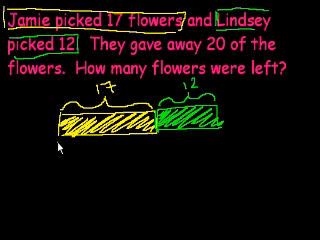 Jamie picked 17 flowers and Lindsey
picked 12. They gave away 20 of the
flowers. How many flowers were left?
17 12